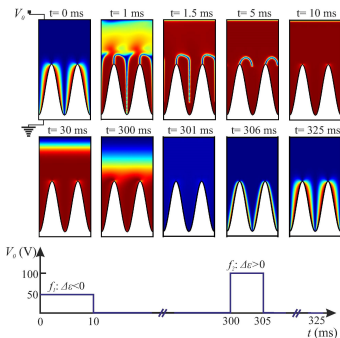 V₀
t= 0 ms
t= 1 ms
t= 1.5 ms
t= 5 ms
t= 10 ms
t= 30 ms
t= 300 ms
t= 301 ms
t= 306 ms
t= 325 ms
V₀
(V)
100
50
f₁: Δε<0
f₂: Δε>0
0
10
300
305
325
t (ms)